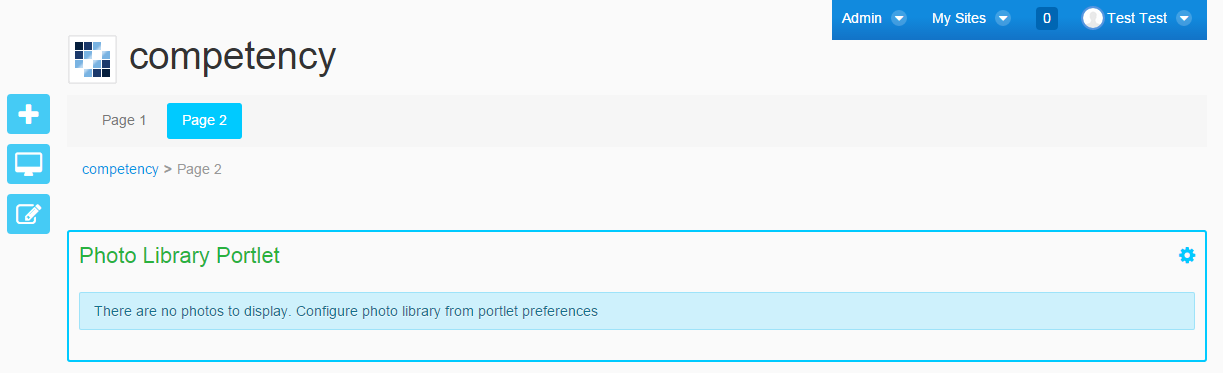 Admin My Sites 0 Test Test
competency
Page 1 Page 2
competency > Page 2
Photo Library Portlet
There are no photos to display. Configure photo library from portlet preferences